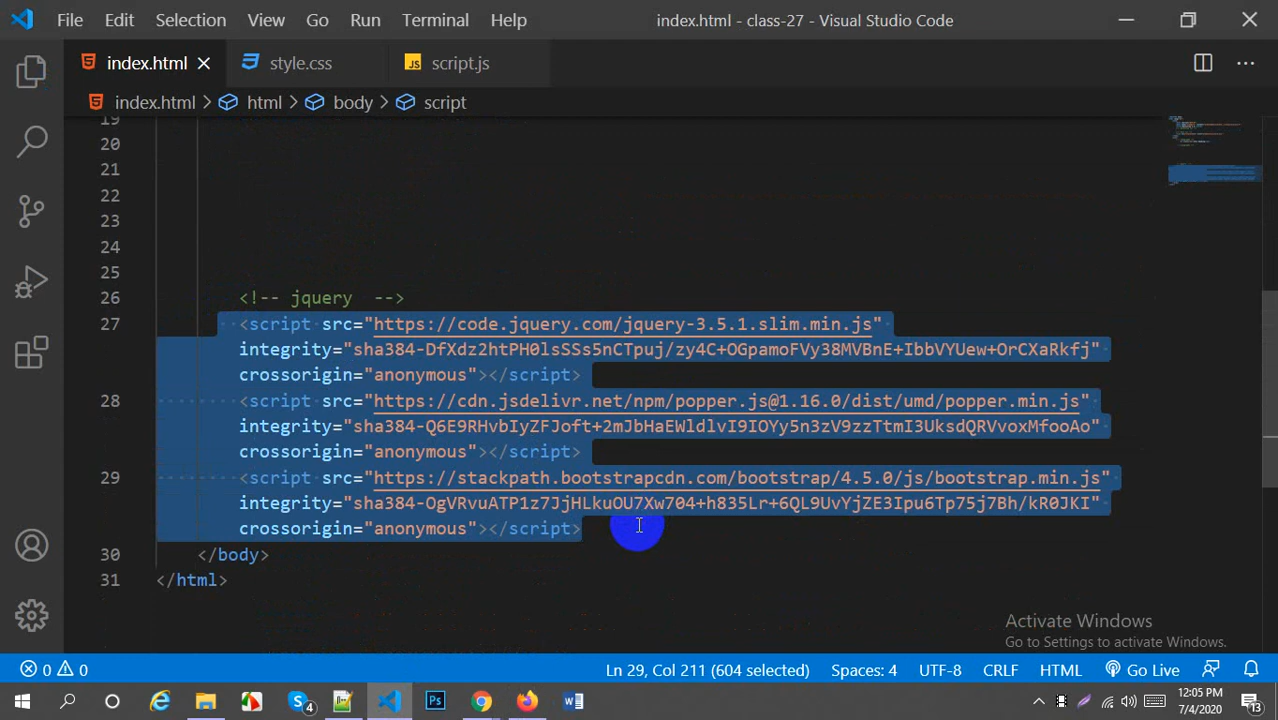 File Edit Selection View Go Run Terminal Help index.html - class-27 - Visual Studio Code
index.html style.css JS script.js
index.html > html > body > script
19
20
21
22
23
24
25
26 <!-- jquery -->
27 <script src="https://code.jquery.com/jquery-3.5.1.slim.min.js"
integrity="sha384-DfXdz2htPH0lsSSs5nCTpuj/zy4C+OGpamoFVy38MVBnE+IbbVYUew+OrCXaRkfj"
crossorigin="anonymous"></script>
28 <script src="https://cdn.jsdelivr.net/npm/popper.js@1.16.0/dist/umd/popper.min.js"
integrity="sha384-Q6E9RHvbIyZFJoft+2mJbHaEWldlvI9IOYy5n3zV9zzTtmI3UksdQRVvoxMfooAo"
crossorigin="anonymous"></script>
29 <script src="https://stackpath.bootstrapcdn.com/bootstrap/4.5.0/js/bootstrap.min.js"
integrity="sha384-OgVRvuATP1z7JjHLkuOU7Xw704+h835Lr+6QL9UvYjZE3Ipu6Tp75j7Bh/kR0JKI"
crossorigin="anonymous"></script>
30 </body>
31 </html>
Activate Windows
Go to Settings to activate Windows.
0 0 Ln 29, Col 211 (604 selected) Spaces: 4 UTF-8 CRLF HTML Go Live
4 Ps 12:05 PM
7/4/2020 13